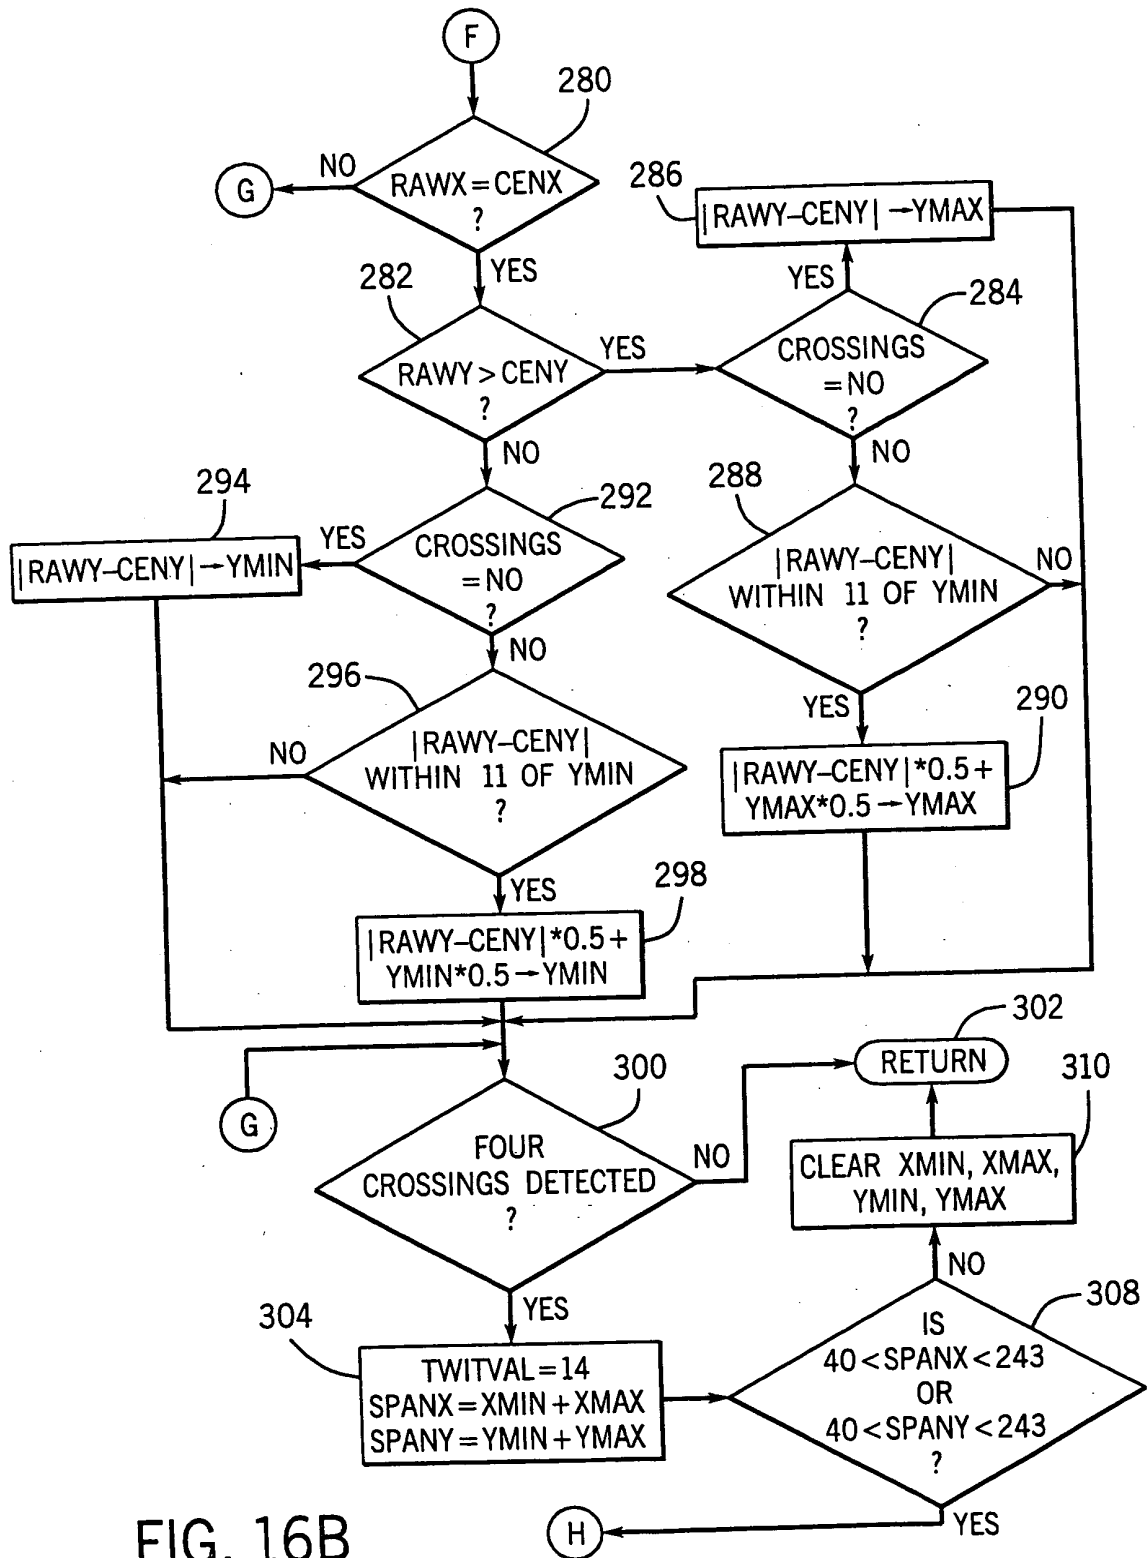 F
280
NO
G
RAWX=CENX
?
YES
286
|RAWY-CENY|→YMAX
YES
282
284
RAWY>CENY
?
YES
CROSSINGS
=NO
?
NO
NO
294
292
288
|RAWY-CENY|→YMIN
YES
CROSSINGS
=NO
?
|RAWY-CENY|
WITHIN 11 OF YMIN
?
NO
NO
296
YES
290
NO
|RAWY-CENY|
WITHIN 11 OF YMIN
?
|RAWY-CENY|*0.5+
YMAX*0.5→YMAX
YES
298
|RAWY-CENY|*0.5+
YMIN*0.5→YMIN
302
RETURN
G
300
310
FOUR
CROSSINGS DETECTED
?
NO
CLEAR XMIN, XMAX,
YMIN, YMAX
NO
YES
304
308
TWITVAL=14
SPANX=XMIN+XMAX
SPANY=YMIN+YMAX
IS
40<SPANX<243
OR
40<SPANY<243
?
YES
H
FIG. 16B